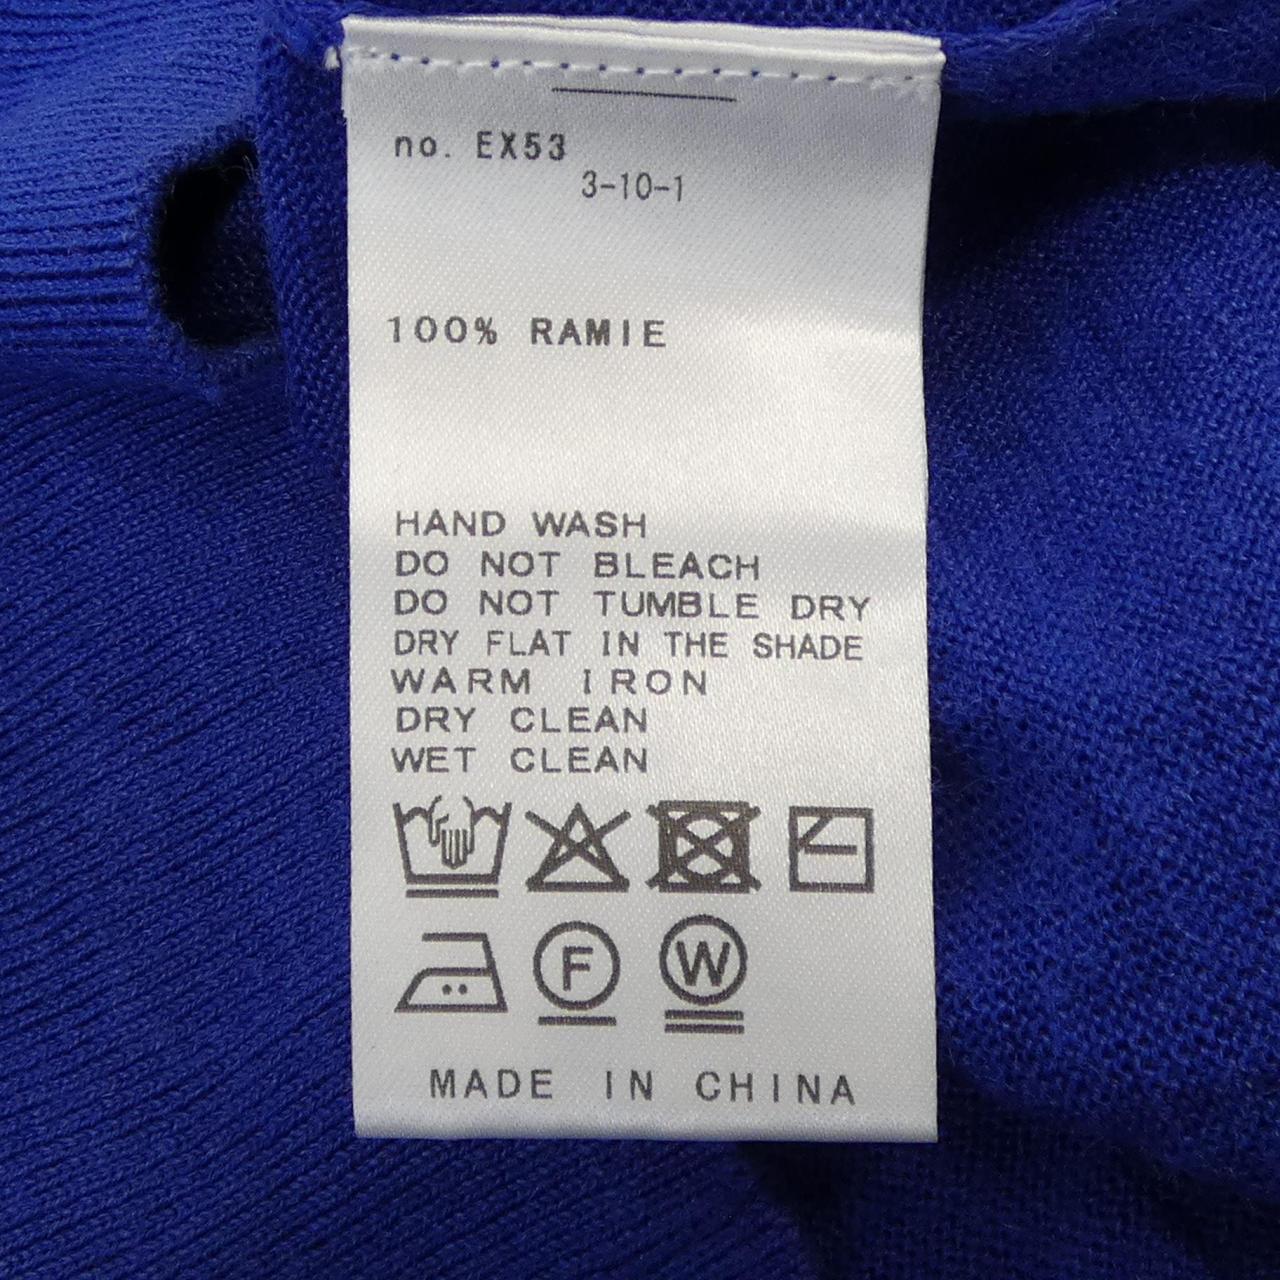 no. EX53
3-10-1
100% RAMIE
HAND WASH
DO NOT BLEACH
DO NOT TUMBLE DRY
DRY FLAT IN THE SHADE
WARM IRON
DRY CLEAN
WET CLEAN
F W
MADE IN CHINA